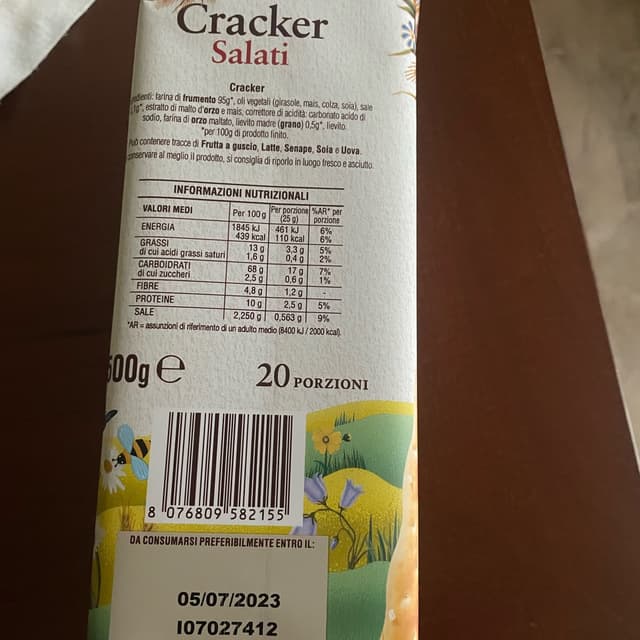 Cracker
Salati
Cracker
farina di frumento 95g*, oli vegetali (girasole, mais, colza, soia), sale
estratto di malto d'orzo e mais, correttore di acidità: carbonato acido di
sodio, farina di orzo maltato, lievito madre (grano) 0,5g*, lievito.
*per 100g di prodotto finito.
Può contenere tracce di Frutta a guscio, Latte, Senape, Soia e Uova.
conservare al meglio il prodotto, si consiglia di riporlo in luogo fresco e asciutto.
INFORMAZIONI NUTRIZIONALI
VALORI MEDI Per 100 g Per porzione (25 g) %AR* per porzione
ENERGIA 1845 kJ 461 kJ 6%
439 kcal 110 kcal 6%
GRASSI 13 g 3,3 g 5%
di cui acidi grassi saturi 1,6 g 0,4 g 2%
CARBOIDRATI 68 g 17 g 7%
di cui zuccheri 2,5 g 0,6 g 1%
FIBRE 4,8 g 1,2 g -
PROTEINE 10 g 2,5 g 5%
SALE 2,250 g 0,563 g 9%
*AR = assunzioni di riferimento di un adulto medio (8400 kJ / 2000 kcal).
500g e 20 PORZIONI
8 076809 582155
DA CONSUMARSI PREFERIBILMENTE ENTRO IL:
05/07/2023
I07027412